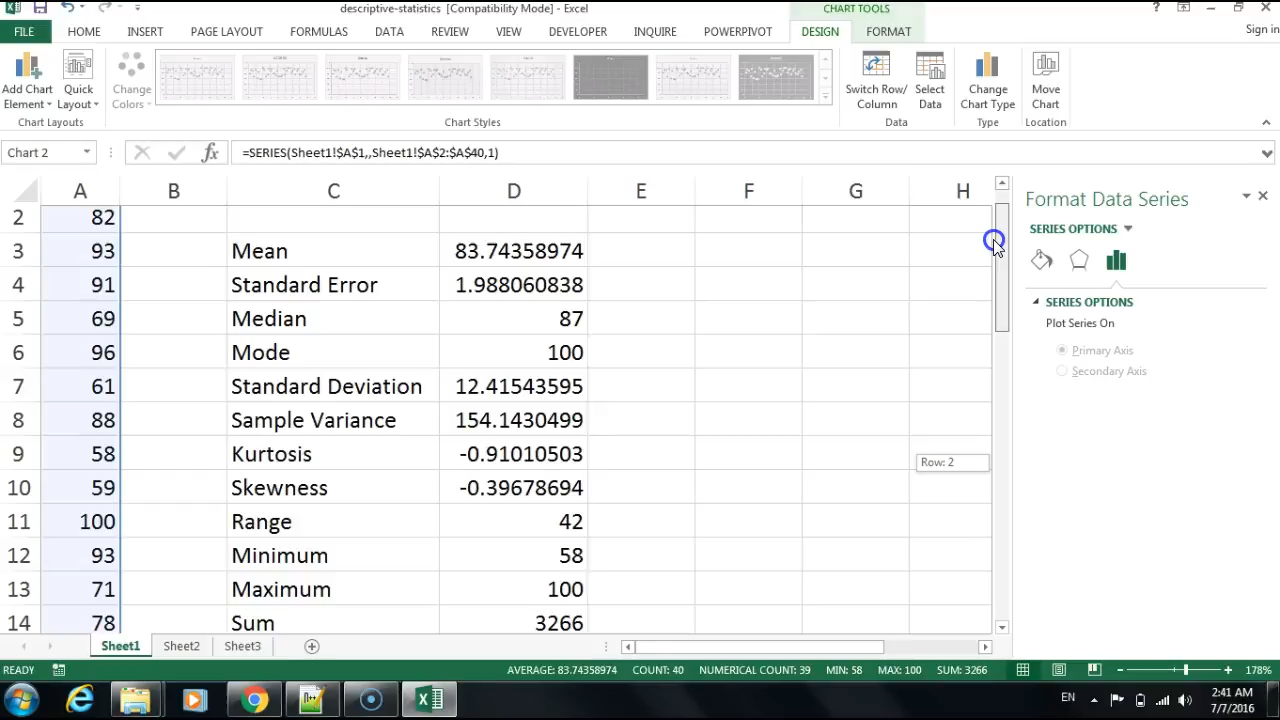 descriptive-statistics [Compatibility Mode] - Excel
CHART TOOLS
?
FILE HOME INSERT PAGE LAYOUT FORMULAS DATA REVIEW VIEW DEVELOPER INQUIRE POWERPIVOT DESIGN FORMAT Sign in
Add Chart Element
Quick Layout
Change Colors
Switch Row/ Column
Select Data
Change Chart Type
Move Chart
Chart Layouts Chart Styles Data Type Location
Chart 2 fx =SERIES(Sheet1!$A$1,,Sheet1!$A$2:$A$40,1)
A B C D E F G H
2 82
3 93 Mean 83.74358974
4 91 Standard Error 1.988060838
5 69 Median 87
6 96 Mode 100
7 61 Standard Deviation 12.41543595
8 88 Sample Variance 154.1430499
9 58 Kurtosis -0.91010503
10 59 Skewness -0.39678694
11 100 Range 42
12 93 Minimum 58
13 71 Maximum 100
14 78 Sum 3266
Row: 2
Format Data Series
SERIES OPTIONS
SERIES OPTIONS
Plot Series On
Primary Axis
Secondary Axis
Sheet1 Sheet2 Sheet3
READY AVERAGE: 83.74358974 COUNT: 40 NUMERICAL COUNT: 39 MIN: 58 MAX: 100 SUM: 3266 178%
EN 2:41 AM
7/7/2016